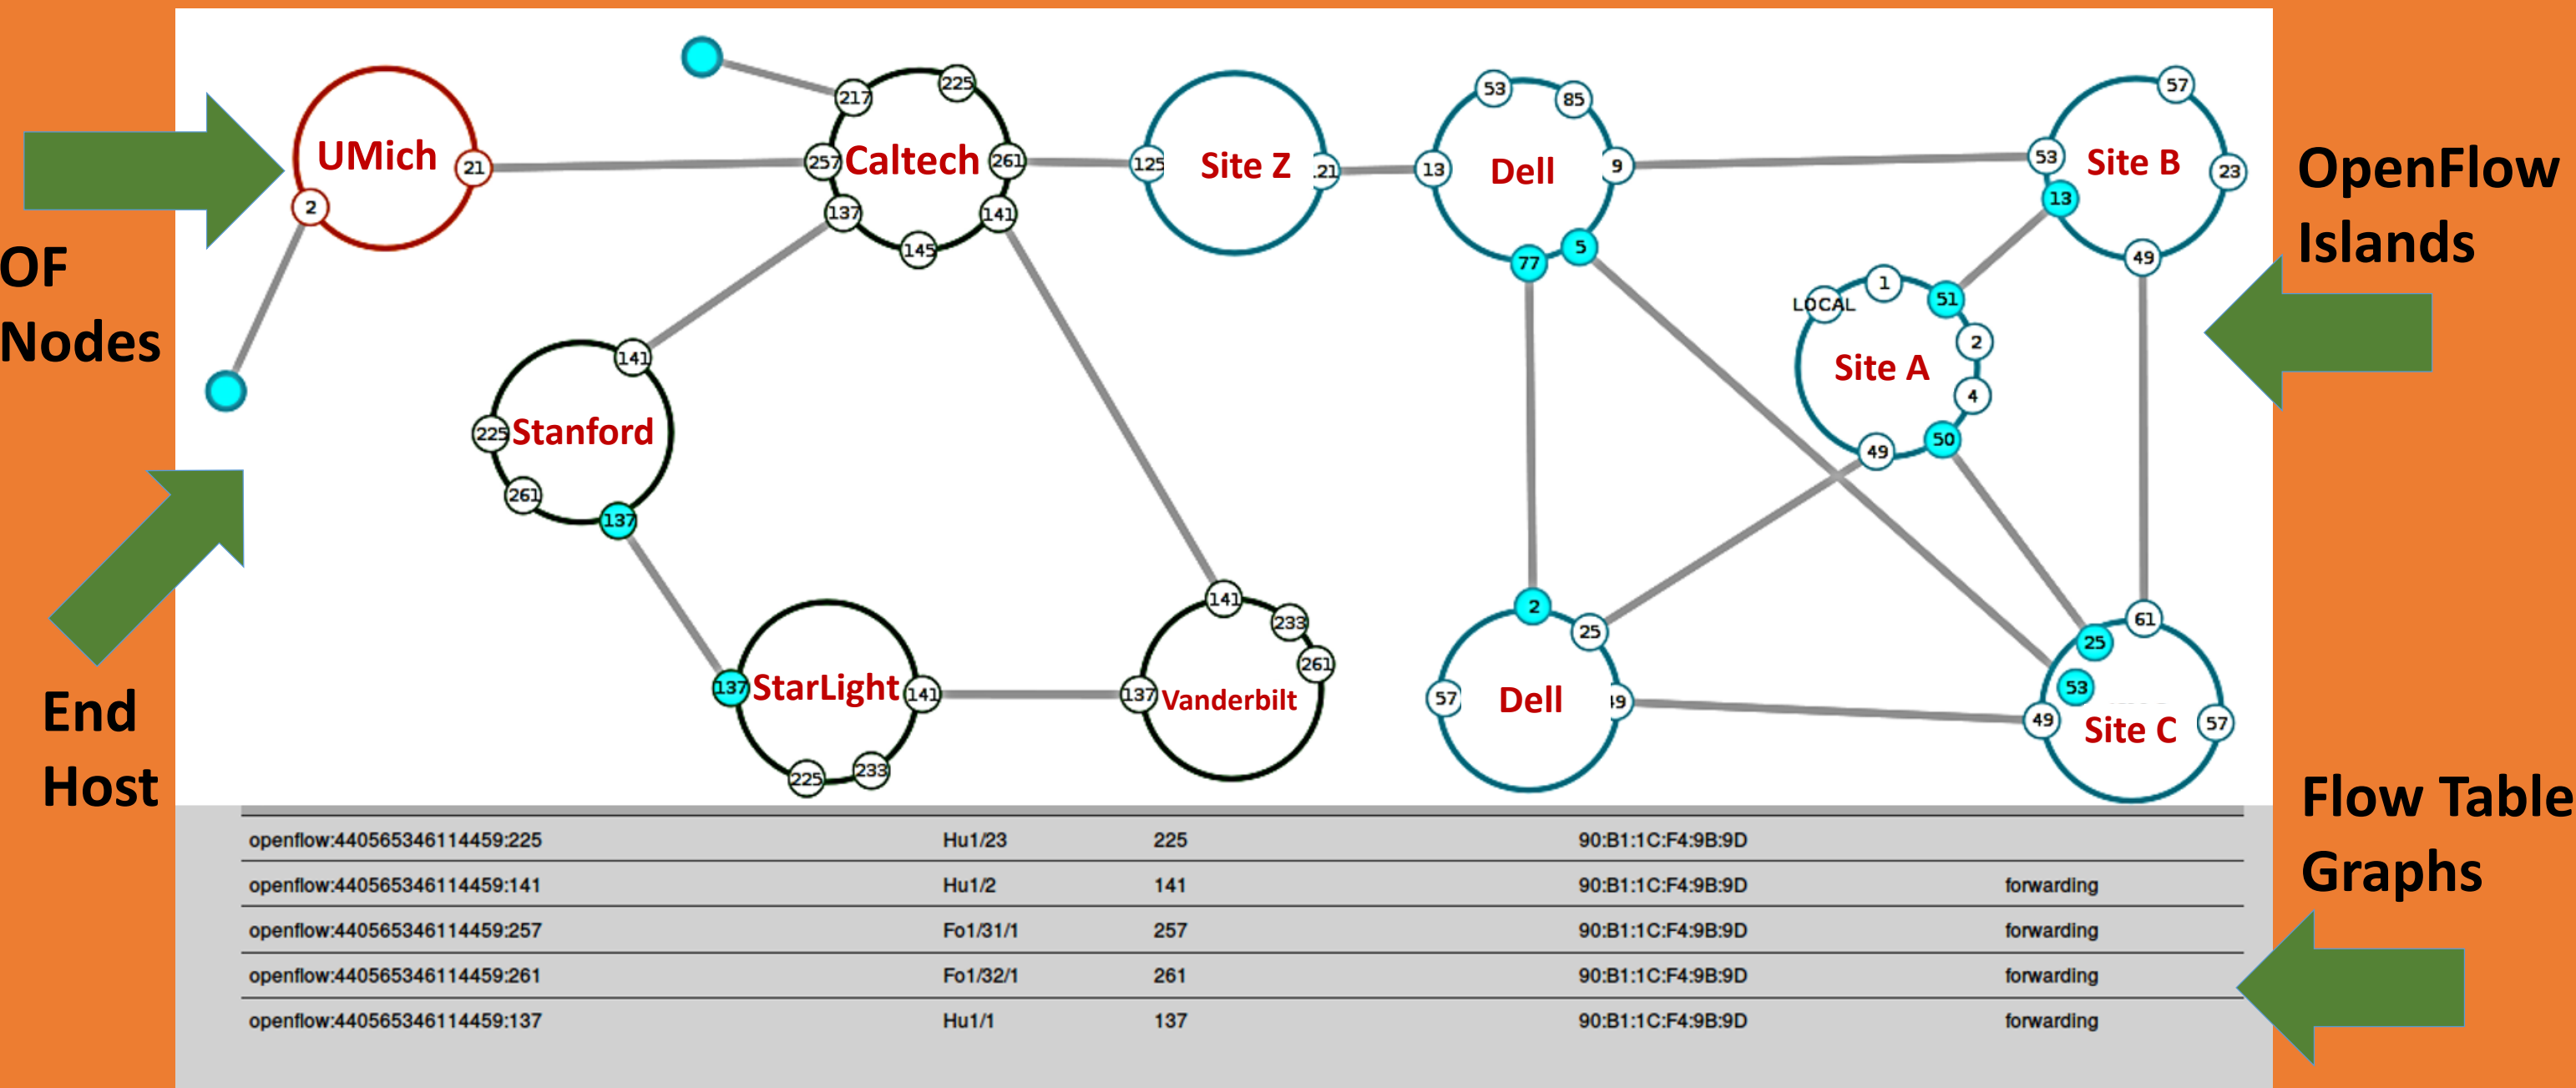 OF
Nodes
End
Host
OpenFlow
Islands
Flow Table
Graphs
UMich
21
2
217
225
257
Caltech
261
137
145
141
125
Site Z
21
53
85
13
Dell
9
77
5
57
53
Site B
23
13
49
LOCAL
1
51
2
Site A
4
50
49
141
225
Stanford
261
137
137
StarLight
141
225
233
141
233
261
137
Vanderbilt
2
25
57
Dell
49
61
25
53
49
Site C
57
openflow:440565346114459:225 Hu1/23 225 90:B1:1C:F4:9B:9D
openflow:440565346114459:141 Hu1/2 141 90:B1:1C:F4:9B:9D forwarding
openflow:440565346114459:257 Fo1/31/1 257 90:B1:1C:F4:9B:9D forwarding
openflow:440565346114459:261 Fo1/32/1 261 90:B1:1C:F4:9B:9D forwarding
openflow:440565346114459:137 Hu1/1 137 90:B1:1C:F4:9B:9D forwarding